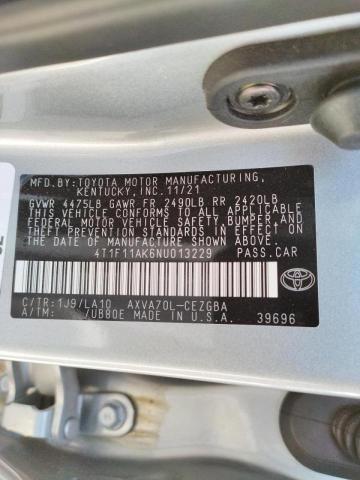 MFD.BY:TOYOTA MOTOR MANUFACTURING,
KENTUCKY,INC.11/21
GVWR 4475LB GAWR FR 2490LB RR 2420LB
THIS VEHICLE CONFORMS TO ALL APPLICABLE
FEDERAL MOTOR VEHICLE SAFETY, BUMPER, AND
THEFT PREVENTION STANDARDS IN EFFECT ON
THE DATE OF MANUFACTURE SHOWN ABOVE.
4T1F11AK6NU013229 PASS.CAR
C/TR:1J9/LA10 AXVA70L-CEZGBA
A/TM: /UB80E MADE IN U.S.A. 39696
TOYOTA